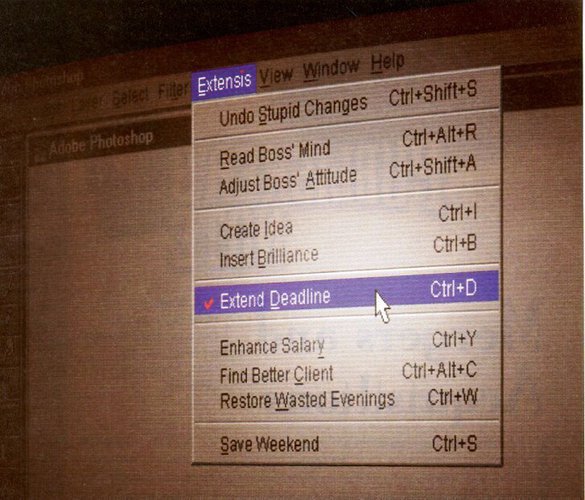 Select Filter Extensis View Window Help
Adobe Photoshop
Undo Stupid Changes Ctrl+Shift+S
Read Boss' Mind Ctrl+Alt+R
Adjust Boss' Attitude Ctrl+Shift+A
Create Idea Ctrl+I
Insert Brilliance Ctrl+B
Extend Deadline Ctrl+D
Enhance Salary Ctrl+Y
Find Better Client Ctrl+Alt+C
Restore Wasted Evenings Ctrl+W
Save Weekend Ctrl+S